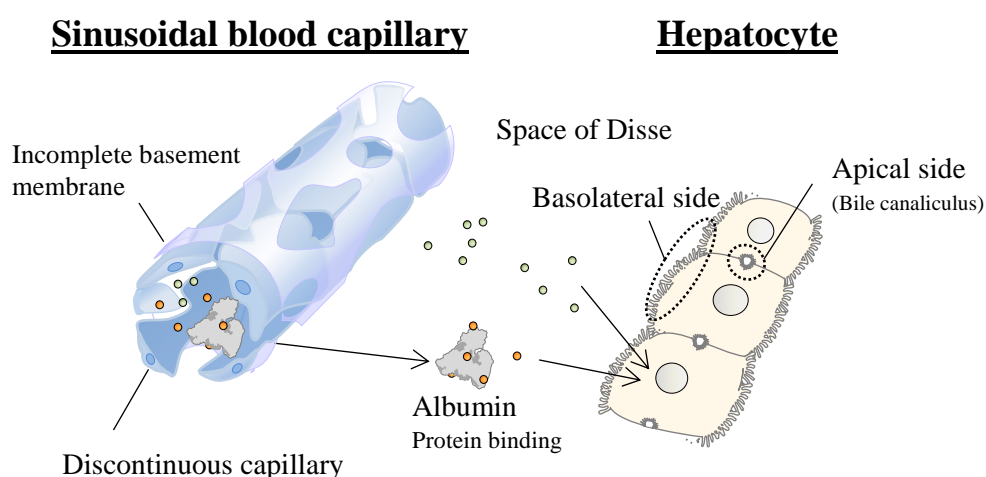 Sinusoidal blood capillary
Hepatocyte
Space of Disse
Incomplete basement
membrane
Basolateral side
Apical side
(Bile canaliculus)
Albumin
Protein binding
Discontinuous capillary